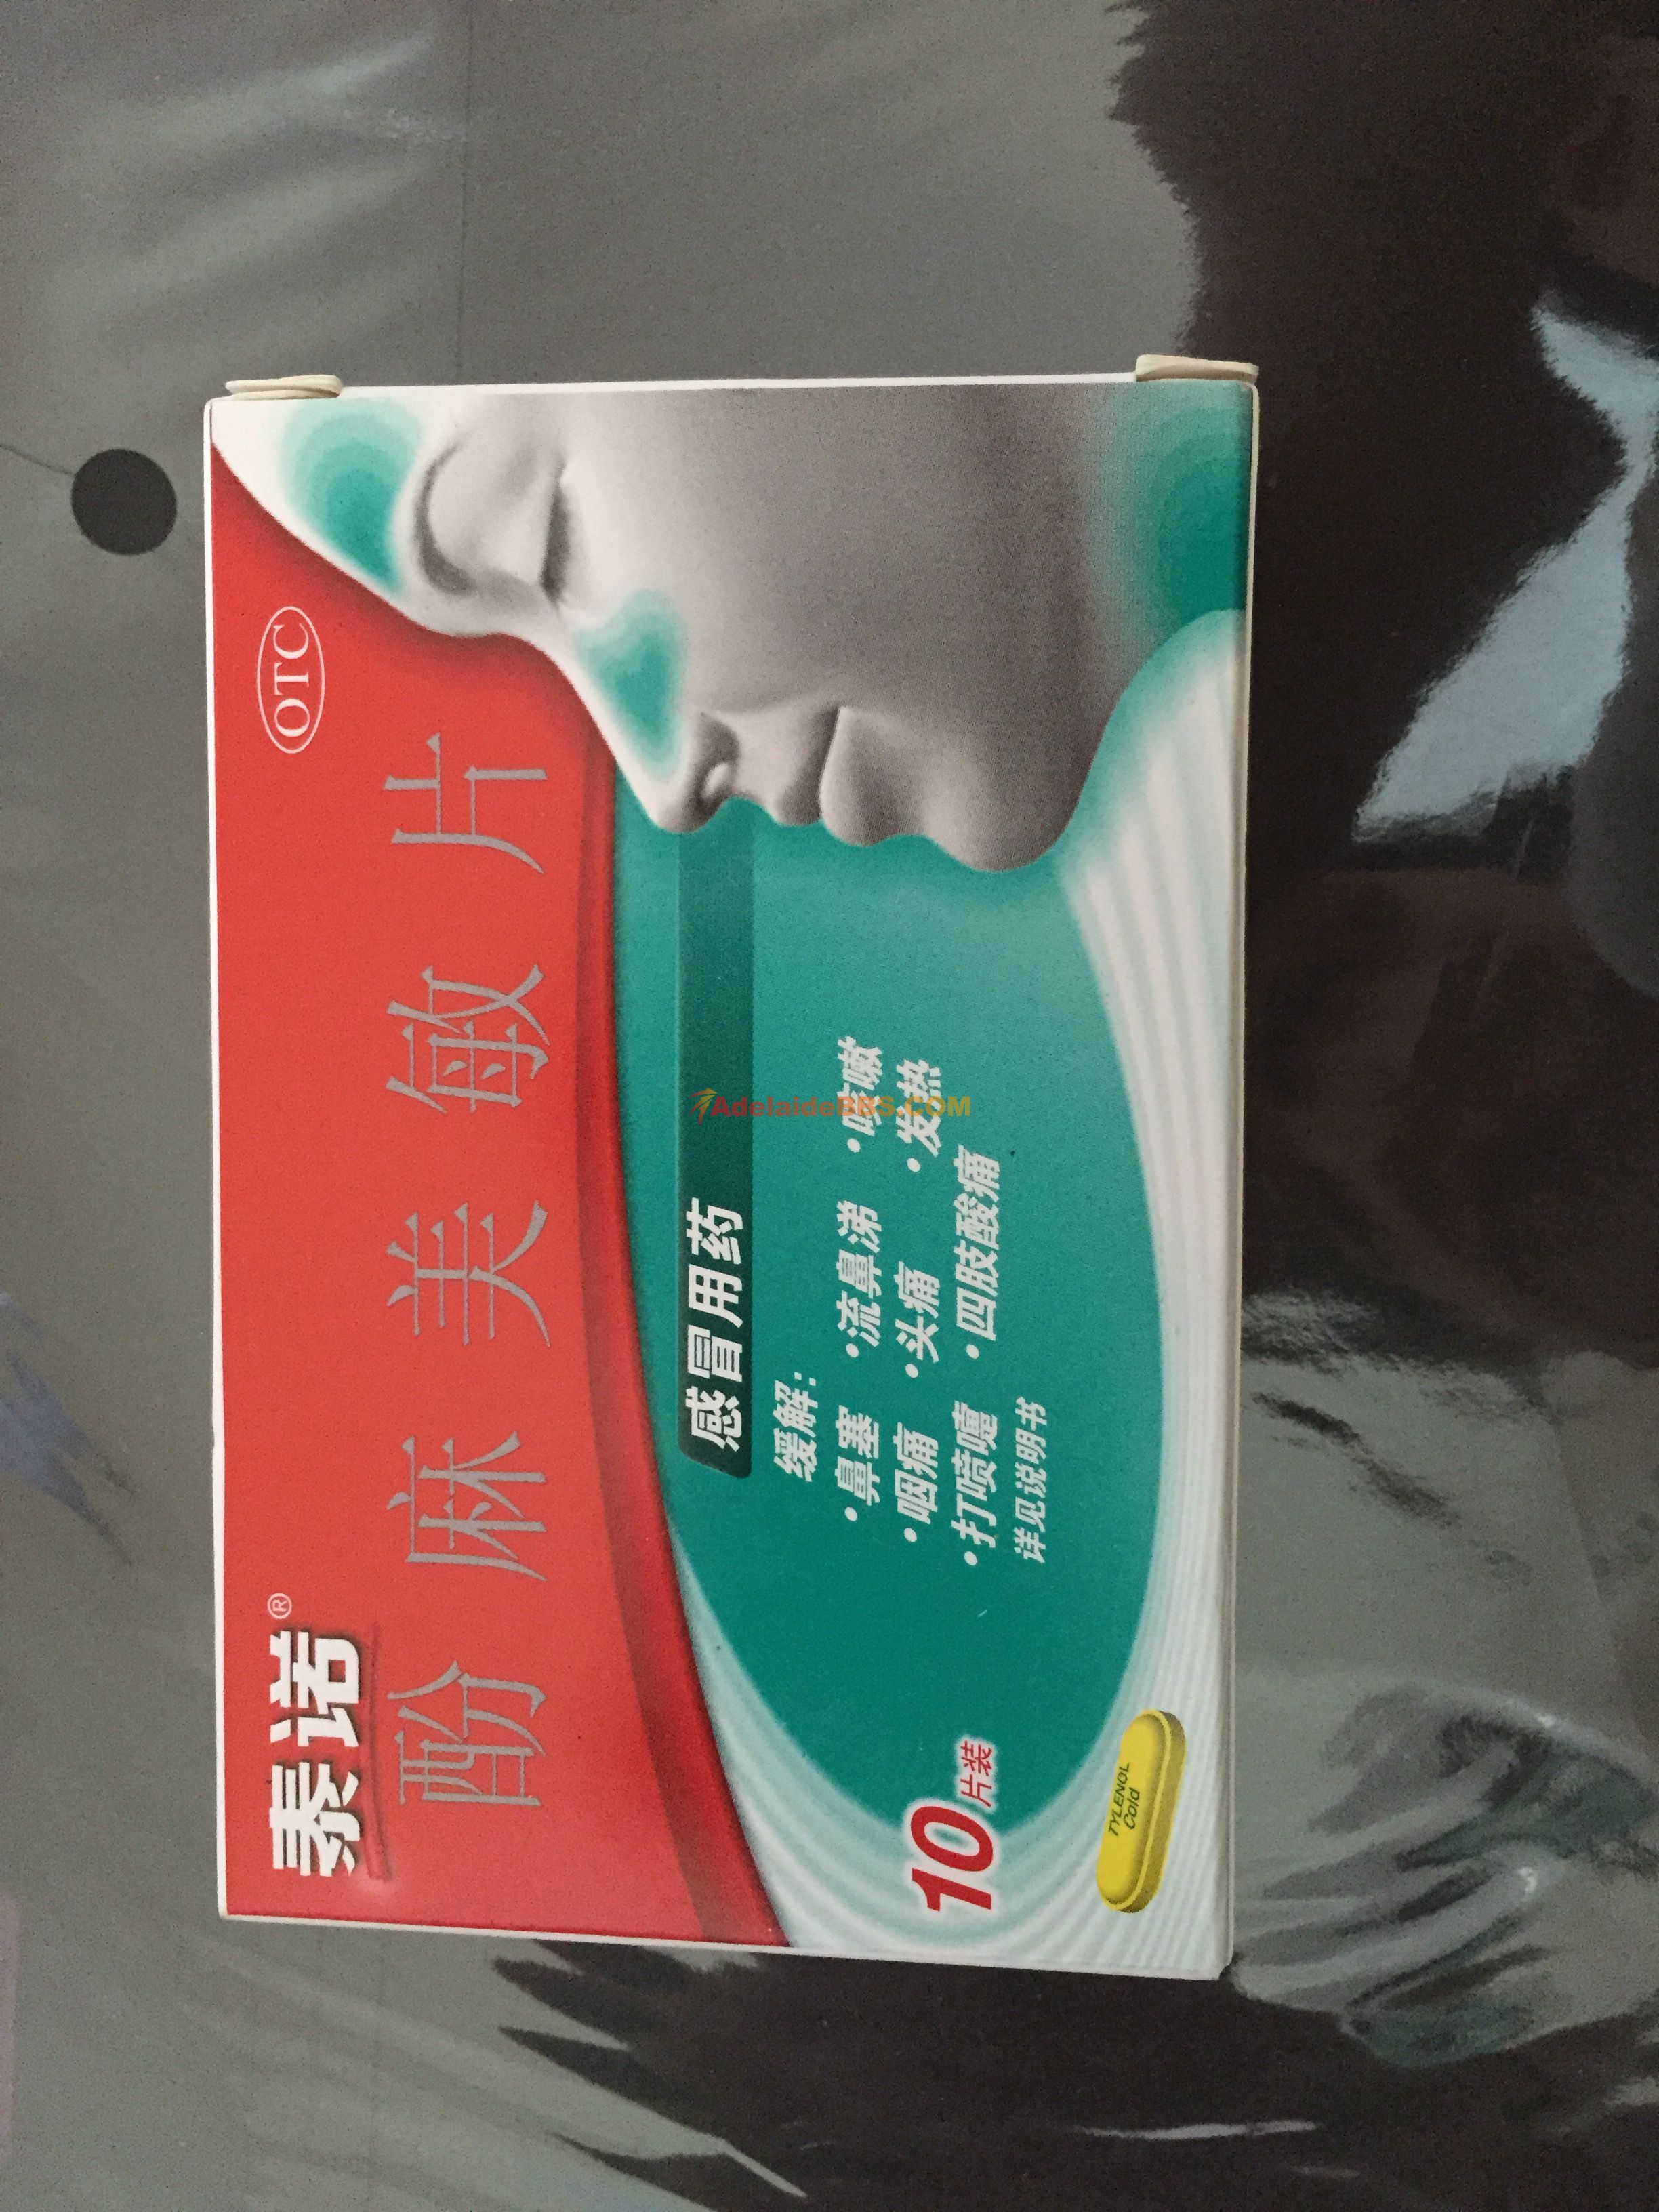 泰诺®
OTC
酚麻美敏片
感冒用药
缓解:
•鼻塞 •流鼻涕 •咳嗽
•咽痛 •头痛 •发热
•打喷嚏 •四肢酸痛
详见说明书
10片装
TYLENOL
Cold
AdelaideBBS.COM